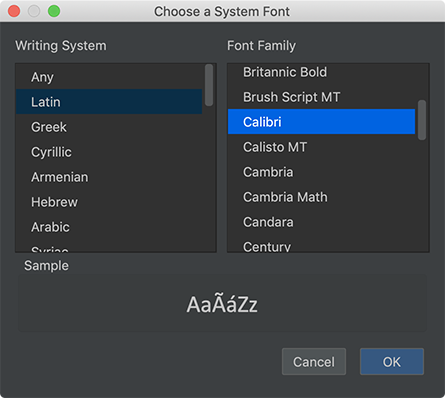 Choose a System Font
Writing System
Any
Latin
Greek
Cyrillic
Armenian
Hebrew
Arabic
Syriac
Font Family
Britannic Bold
Brush Script MT
Calibri
Calisto MT
Cambria
Cambria Math
Candara
Century
Sample
AaÃáZz
Cancel
OK